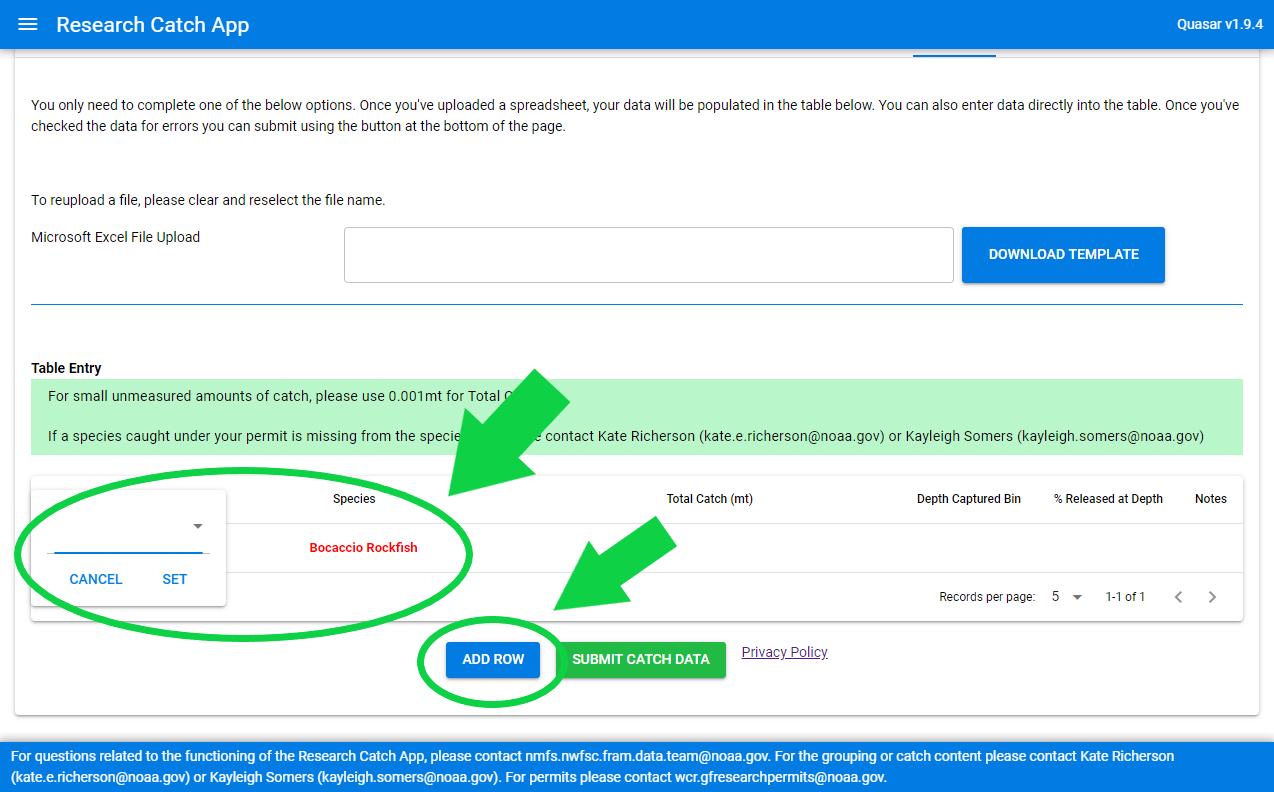 Research Catch App
Quasar v1.9.4
You only need to complete one of the below options. Once you've uploaded a spreadsheet, your data will be populated in the table below. You can also enter data directly into the table. Once you've
checked the data for errors you can submit using the button at the bottom of the page.
To reupload a file, please clear and reselect the file name.
Microsoft Excel File Upload
DOWNLOAD TEMPLATE
Table Entry
For small unmeasured amounts of catch, please use 0.001mt for Total
If a species caught under your permit is missing from the contact Kate Richerson (kate.e.richerson@noaa.gov) or Kayleigh Somers (kayleigh.somers@noaa.gov)
Species Total Catch (mt) Depth Captured Bin % Released at Depth Notes
Bocaccio Rockfish
CANCEL SET
Records per page: 5 1-1 of 1
ADD ROW SUBMIT CATCH DATA Privacy Policy
For questions related to the functioning of the Research Catch App, please contact nmfs.nwfsc.fram.data.team@noaa.gov. For the grouping or catch content please contact Kate Richerson
(kate.e.richerson@noaa.gov) or Kayleigh Somers (kayleigh.somers@noaa.gov). For permits please contact wcr.gfresearchpermits@noaa.gov.